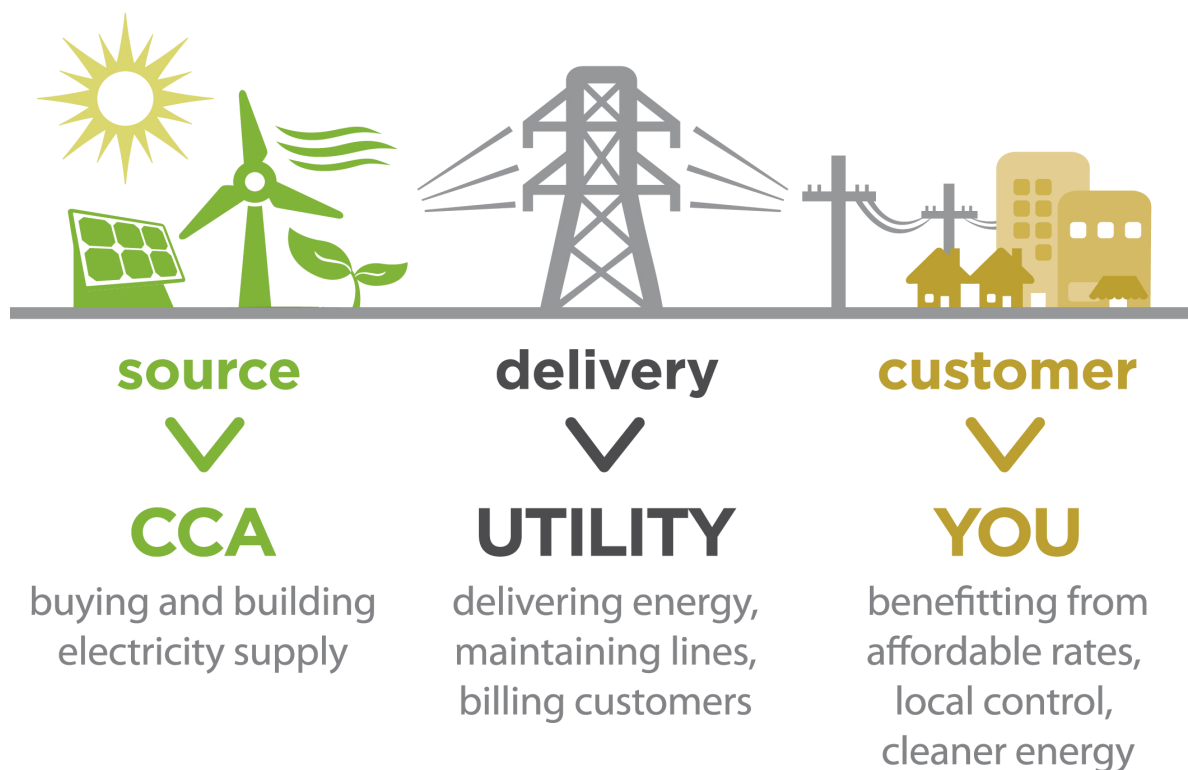 source
delivery
customer
CCA
UTILITY
YOU
buying and building
electricity supply
delivering energy,
maintaining lines,
billing customers
benefitting from
affordable rates,
local control,
cleaner energy